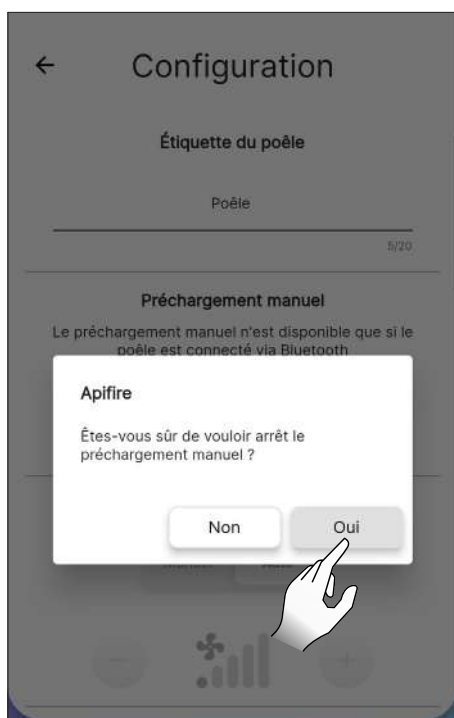 Configuration
Étiquette du poêle
Poêle
5/20
Préchargement manuel
Le préchargement manuel n'est disponible que si le
poêle est connecté via Bluetooth
Apifire
Êtes-vous sûr de vouloir arrêt le
préchargement manuel ?
Non Oui